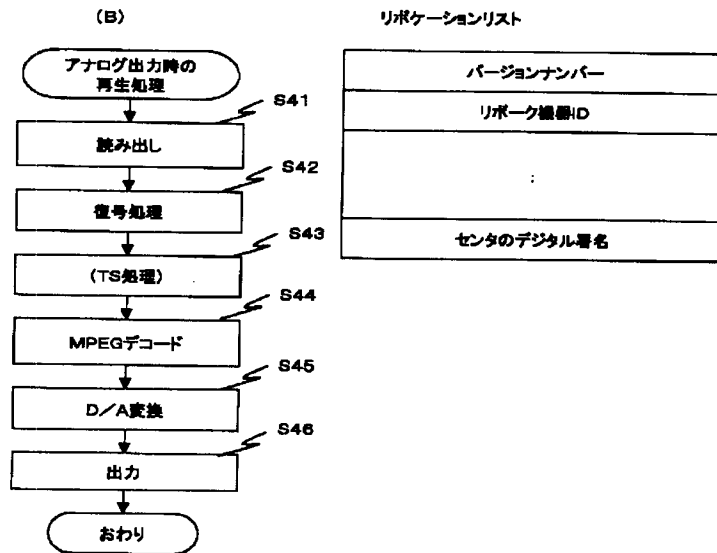 (B)
アナログ出力時の
再生処理
S41
読み出し
S42
復号処理
S43
(TS処理)
S44
MPEGデコード
S45
D/A変換
S46
出力
おわり
リボケーションリスト
バージョンナンバー
リボーク機器ID
:
センタのデジタル署名